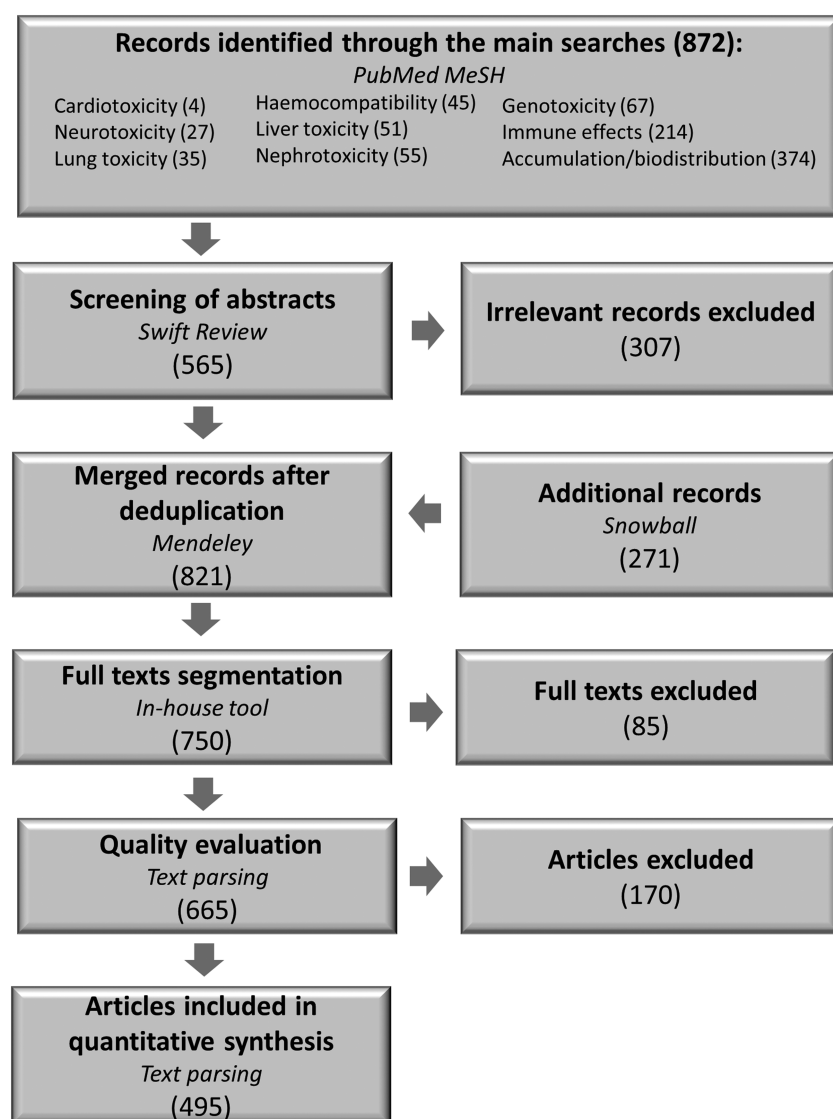 Records identified through the main searches (872):
PubMed MeSH
Cardiotoxicity (4)
Neurotoxicity (27)
Lung toxicity (35)
Haemocompatibility (45)
Liver toxicity (51)
Nephrotoxicity (55)
Genotoxicity (67)
Immune effects (214)
Accumulation/biodistribution (374)
Screening of abstracts
Swift Review
(565)
Irrelevant records excluded
(307)
Merged records after
deduplication
Mendeley
(821)
Additional records
Snowball
(271)
Full texts segmentation
In-house tool
(750)
Full texts excluded
(85)
Quality evaluation
Text parsing
(665)
Articles excluded
(170)
Articles included in
quantitative synthesis
Text parsing
(495)